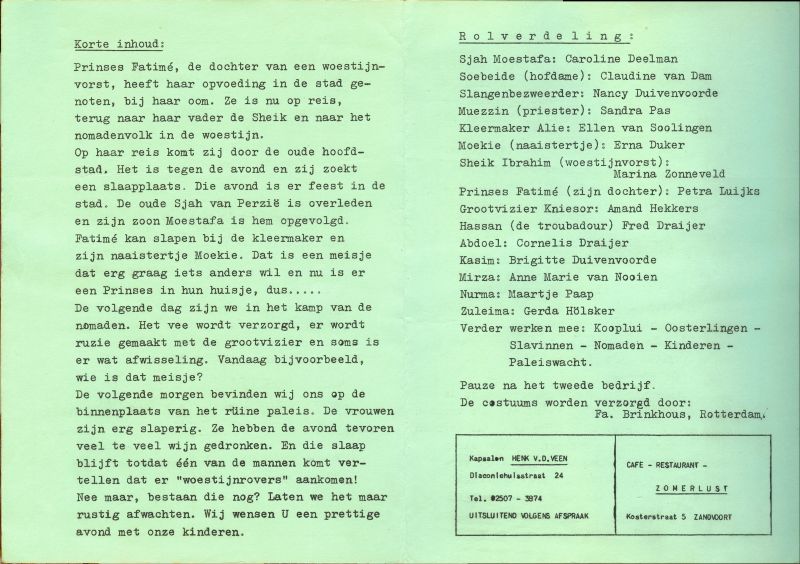 Korte inhoud:
Prinses Fatimé, de dochter van een woestijn-
vorst, heeft haar opvoeding in de stad ge-
noten, bij haar oom. Ze is nu op reis,
terug naar haar vader de Sheik en naar het
nomadenvolk in de woestijn.
Op haar reis komt zij door de oude hoofd-
stad. Het is tegen de avond en zij zoekt
een slaapplaats. Die avond is er feest in de
stad. De oude Sjah van Perzië is overleden
en zijn zoon Moestafa is hem opgevolgd.
Fatimé kan slapen bij de kleermaker en
zijn naaistertje Moekie. Dat is een meisje
dat erg graag iets anders wil en nu is er
een Prinses in hun huisje, dus.....
De volgende dag zijn we in het kamp van de
nomaden. Het vee wordt verzorgd, er wordt
ruzie gemaakt met de grootvizier en soms is
er wat afwisseling. Vandaag bijvoorbeeld,
wie is dat meisje?
De volgende morgen bevinden wij ons op de
binnenplaats van het rüine paleis. De vrouwen
zijn erg slaperig. Ze hebben de avond tevoren
veel te veel wijn gedronken. En die slaap
blijft totdat één van de mannen komt ver-
tellen dat er "woestijnrovers" aankomen!
Nee maar, bestaan die nog? Laten we het maar
rustig afwachten. Wij wensen U een prettige
avond met onze kinderen.
Rolverdeling:
Sjah Moestafa: Caroline Deelman
Soebeide (hofdame): Claudine van Dam
Slangenbezweerder: Nancy Duivenvoorde
Muezzin (priester): Sandra Pas
Kleermaker Alie: Ellen van Soolingen
Moekie (naaistertje): Erna Duker
Sheik Ibrahim (woestijnvorst):
Marina Zonneveld
Prinses Fatimé (zijn dochter): Petra Luijks
Grootvizier Kniesor: Amand Hekkers
Hassan (de troubadour) Fred Draijer
Abdoel: Cornelis Draijer
Kasim: Brigitte Duivenvoorde
Mirza: Anne Marie van Nooien
Nurma: Maartje Paap
Zuleima: Gerda Hölsker
Verder werken mee: Kooplui - Oosterlingen -
Slavinnen - Nomaden - Kinderen -
Paleiswacht.
Pauze na het tweede bedrijf.
De costuums worden verzorgd door:
Fa. Brinkhous, Rotterdam.
Kapsalon HENK V.D.VEEN
Diaconiehuisstraat 24
Tel. 02507 - 3874
UITSLUITEND VOLGENS AFSPRAAK
CAFE - RESTAURANT -
ZOMERLUST
Kosterstraat 5 ZANDVOORT